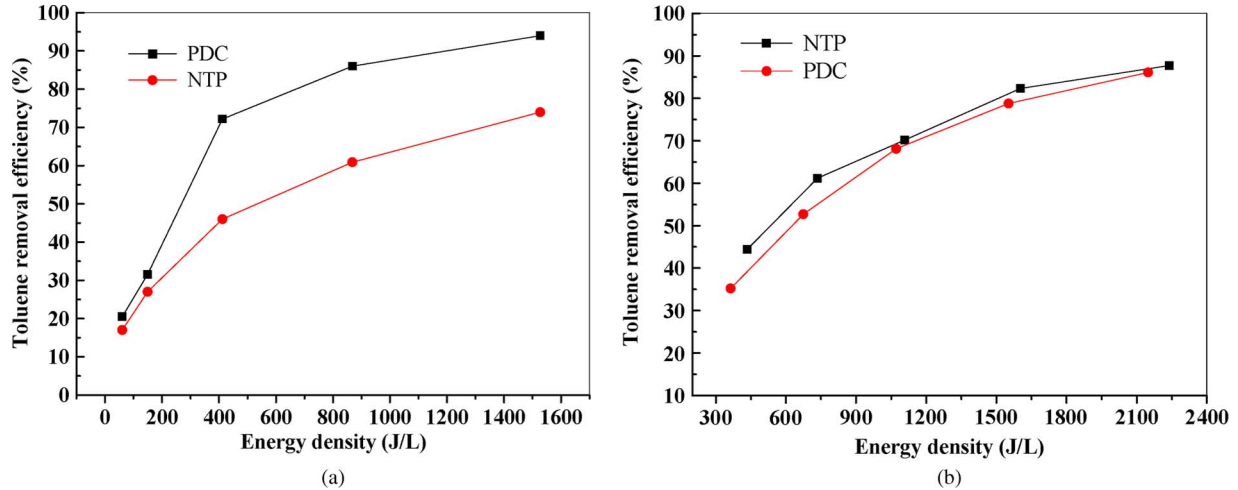 100
90
80
70
60
50
40
30
20
10
0
Toluene removal efficiency (%)
PDC
NTP
0 200 400 600 800 1000 1200 1400 1600
Energy density (J/L)
(a)
100
90
80
70
60
50
40
30
20
10
Toluene removal efficiency (%)
NTP
PDC
300 600 900 1200 1500 1800 2100 2400
Energy density (J/L)
(b)